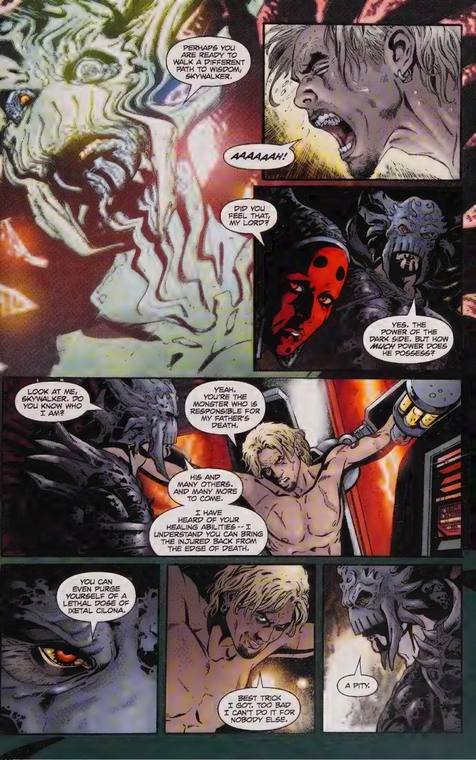 PERHAPS YOU
ARE READY TO
WALK A DIFFERENT
PATH TO WISDOM,
SKYWALKER.
AAAAAAH!
DID YOU
FEEL THAT,
MY LORD?
YES. THE
POWER OF THE
DARK SIDE. BUT HOW
MUCH POWER DOES
HE POSSESS?
LOOK AT ME,
SKYWALKER. DO
YOU KNOW WHO
I AM?
YEAH.
YOU'RE THE
MONSTER WHO IS
RESPONSIBLE FOR
MY FATHER'S
DEATH.
HIS AND
MANY OTHERS.
AND MANY MORE
TO COME.
I HAVE
HEARD OF YOUR
HEALING ABILITIES -- I
UNDERSTAND YOU CAN BRING
THE INJURED BACK FROM
THE EDGE OF DEATH.
YOU CAN
EVEN PURGE
YOURSELF OF A
LETHAL DOSE OF
IXETAL CILONA.
BEST TRICK
I GOT. TOO BAD
I CAN'T DO IT FOR
NOBODY ELSE.
A PITY.